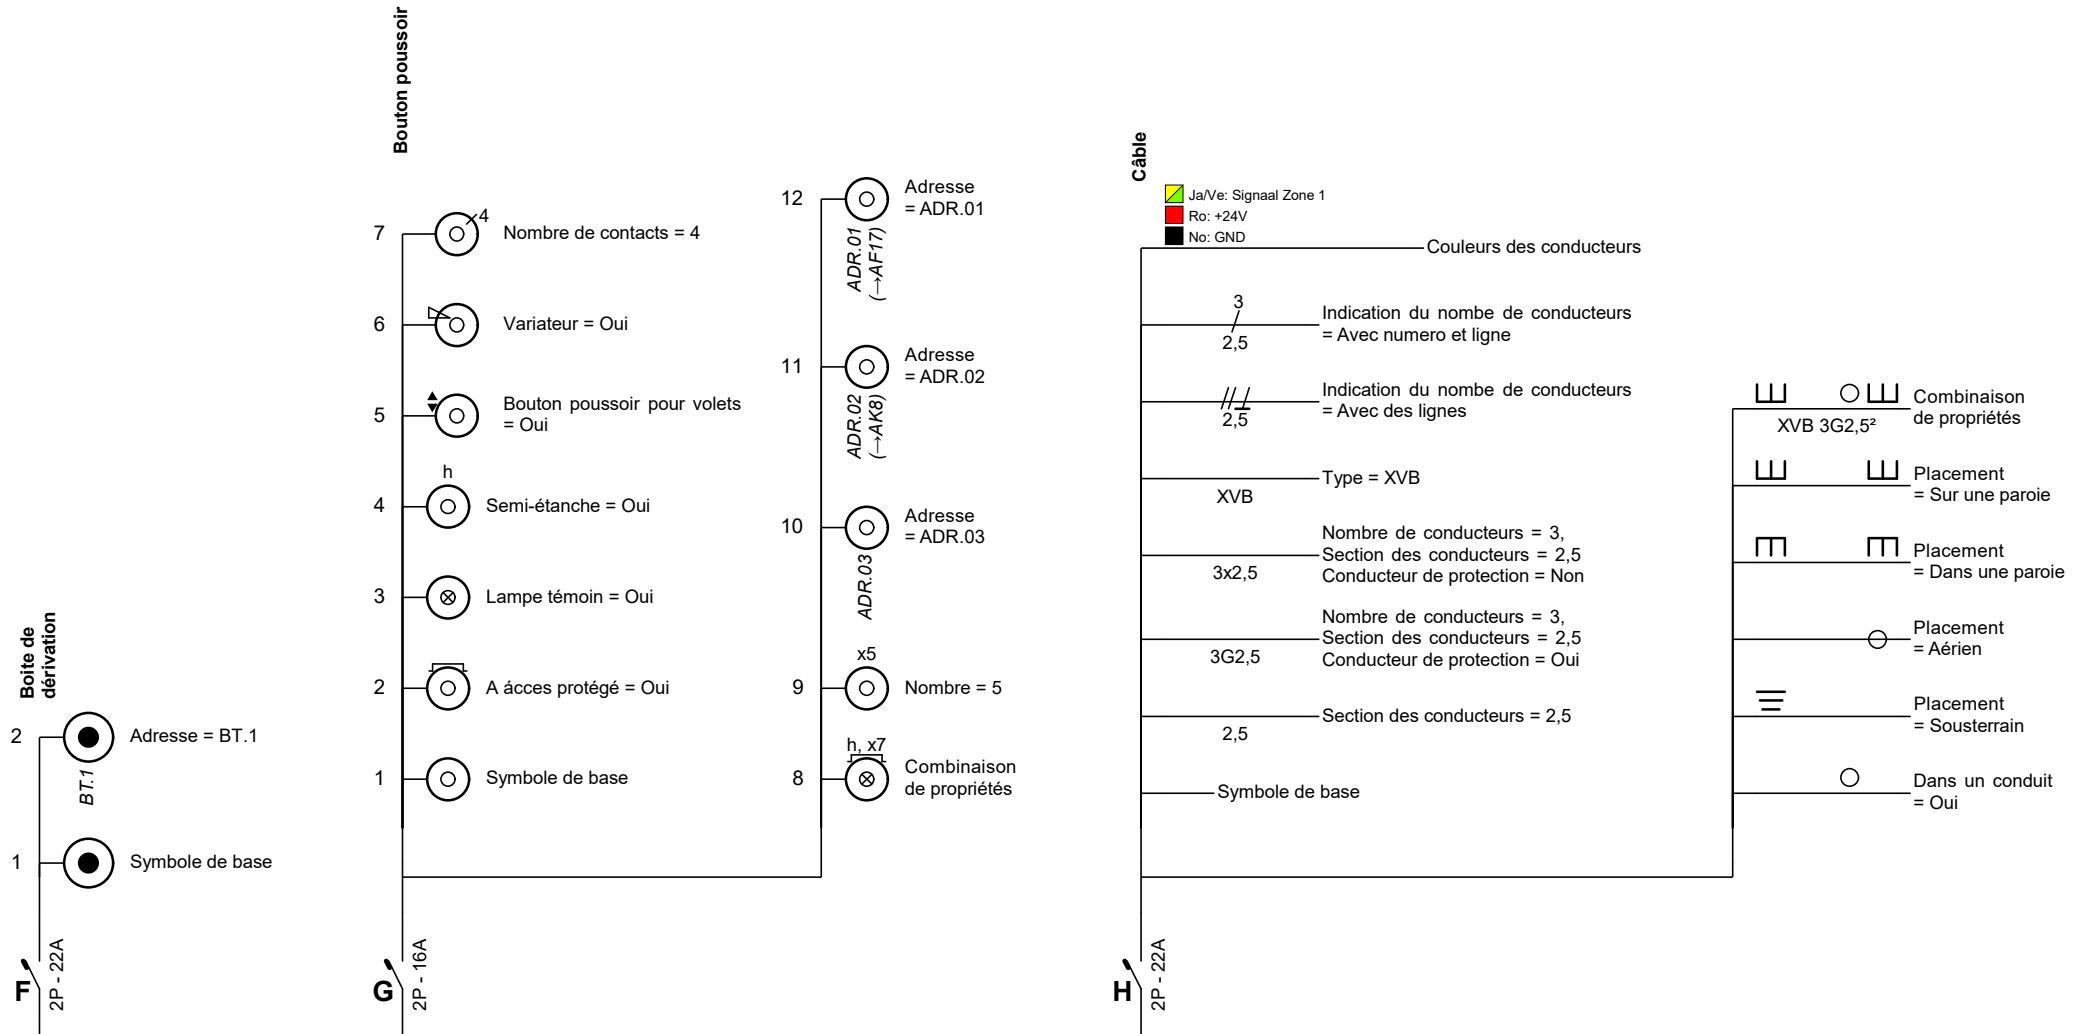 Boite de
dérivation
2
Adresse = BT.1
BT.1
1
Symbole de base
F
2P - 22A
Bouton poussoir
7
4
Nombre de contacts = 4
6
Variateur = Oui
5
Bouton poussoir pour volets
= Oui
h
4
Semi-étanche = Oui
3
Lampe témoin = Oui
2
A ácces protégé = Oui
1
Symbole de base
12
Adresse
= ADR.01
ADR.01
(→AF17)
11
Adresse
= ADR.02
ADR.02
(→AK8)
10
Adresse
= ADR.03
ADR.03
x5
9
Nombre = 5
h, x7
8
Combinaison
de propriétés
G
2P - 16A
Câble
Ja/Ve: Signaal Zone 1
Ro: +24V
No: GND
Couleurs des conducteurs
3
2,5
Indication du nombe de conducteurs
= Avec numero et ligne
2,5
Indication du nombe de conducteurs
= Avec des lignes
XVB
Type = XVB
3x2,5
Nombre de conducteurs = 3,
Section des conducteurs = 2,5
Conducteur de protection = Non
3G2,5
Nombre de conducteurs = 3,
Section des conducteurs = 2,5
Conducteur de protection = Oui
2,5
Section des conducteurs = 2,5
Symbole de base
XVB 3G2,5²
Combinaison
de propriétés
Placement
= Sur une paroie
Placement
= Dans une paroie
Placement
= Aérien
Placement
= Sousterrain
Dans un conduit
= Oui
H
2P - 22A